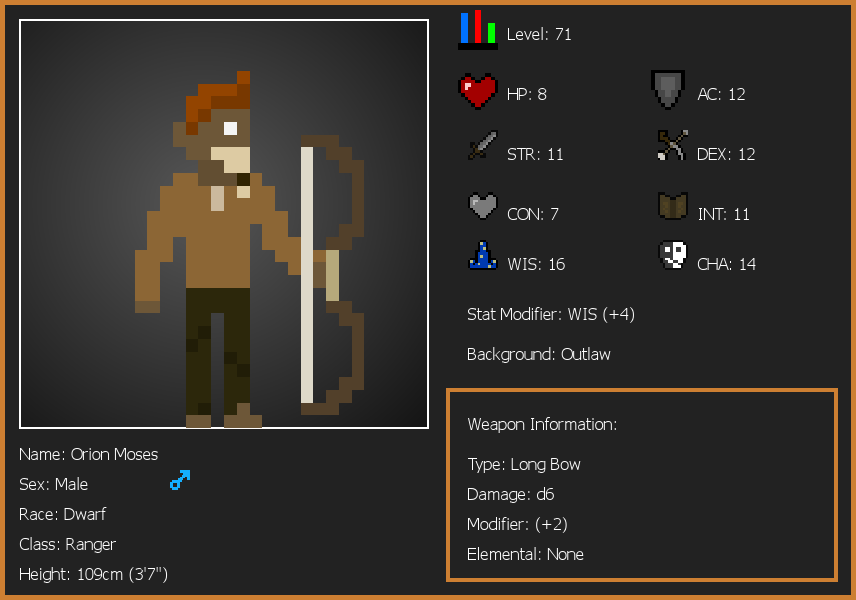 Level: 71
HP: 8
AC: 12
STR: 11
DEX: 12
CON: 7
INT: 11
WIS: 16
CHA: 14
Stat Modifier: WIS (+4)
Background: Outlaw
Weapon Information:
Type: Long Bow
Damage: d6
Modifier: (+2)
Elemental: None
Name: Orion Moses
Sex: Male
Race: Dwarf
Class: Ranger
Height: 109cm (3'7")